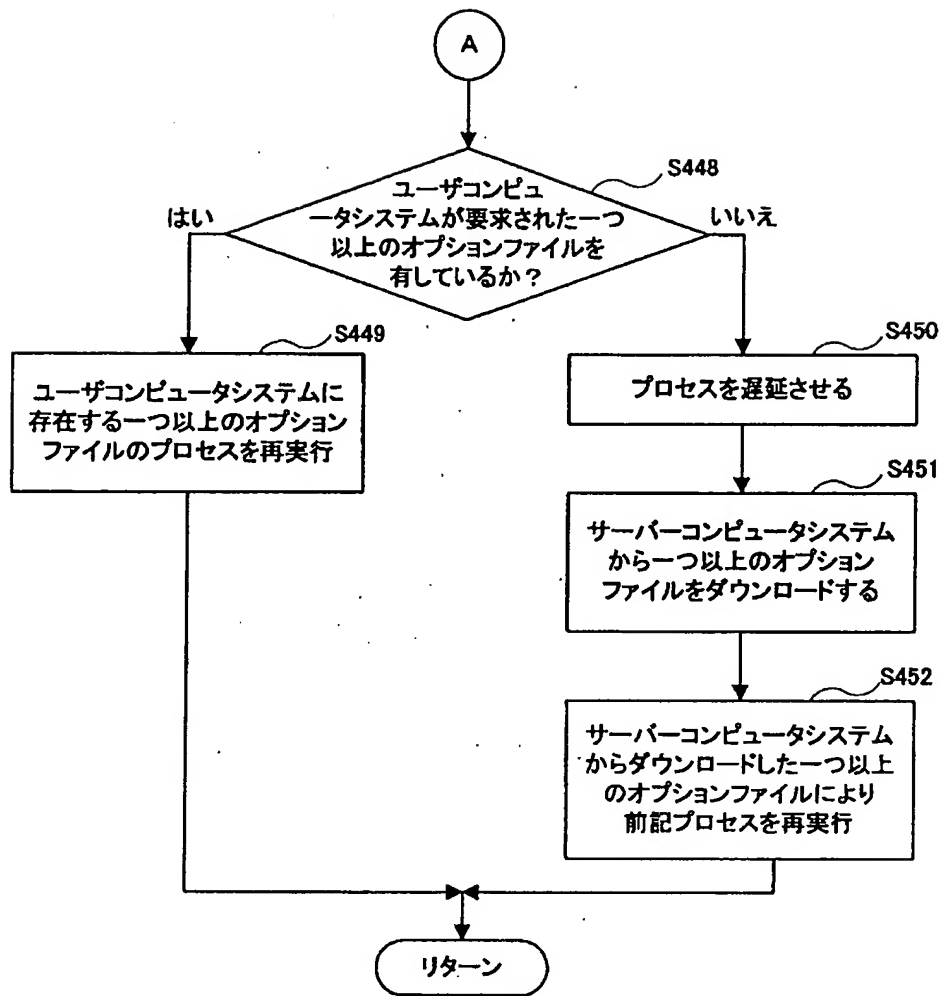 A
S448
ユーザコンピュ
ータシステムが要求された一つ
以上のオプションファイルを
有しているか？
はい
いいえ
S449
ユーザコンピュータシステムに
存在する一つ以上のオプション
ファイルのプロセスを再実行
S450
プロセスを遅延させる
S451
サーバーコンピュータシステム
から一つ以上のオプション
ファイルをダウンロードする
S452
サーバーコンピュータシステム
からダウンロードした一つ以上
のオプションファイルにより
前記プロセスを再実行
リターン